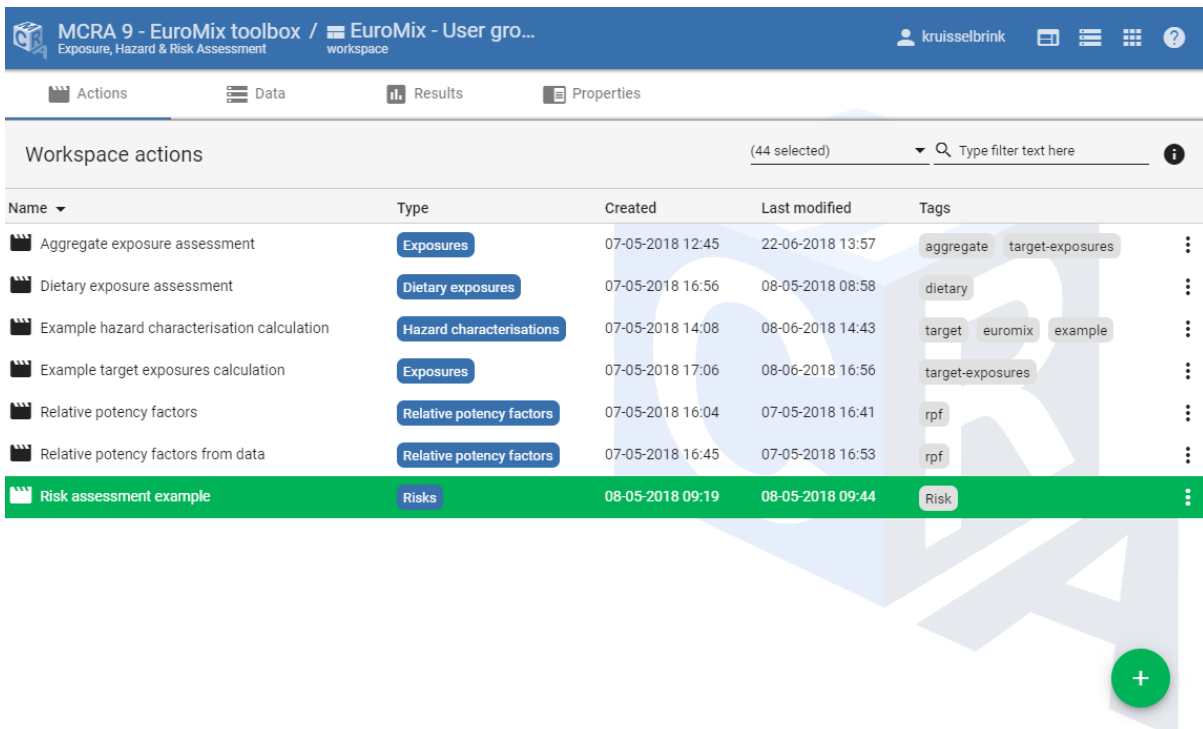 MCRA 9 - EuroMix toolbox / EuroMix - User gro...
Exposure, Hazard & Risk Assessment workspace
kruisselbrink
Actions Data Results Properties
Workspace actions
(44 selected) Type filter text here
Name Type Created Last modified Tags
Aggregate exposure assessment Exposures 07-05-2018 12:45 22-06-2018 13:57 aggregate target-exposures
Dietary exposure assessment Dietary exposures 07-05-2018 16:56 08-05-2018 08:58 dietary
Example hazard characterisation calculation Hazard characterisations 07-05-2018 14:08 08-06-2018 14:43 target euromix example
Example target exposures calculation Exposures 07-05-2018 17:06 08-06-2018 16:56 target-exposures
Relative potency factors Relative potency factors 07-05-2018 16:04 07-05-2018 16:41 rpf
Relative potency factors from data Relative potency factors 07-05-2018 16:45 07-05-2018 16:53 rpf
Risk assessment example Risks 08-05-2018 09:19 08-05-2018 09:44 Risk